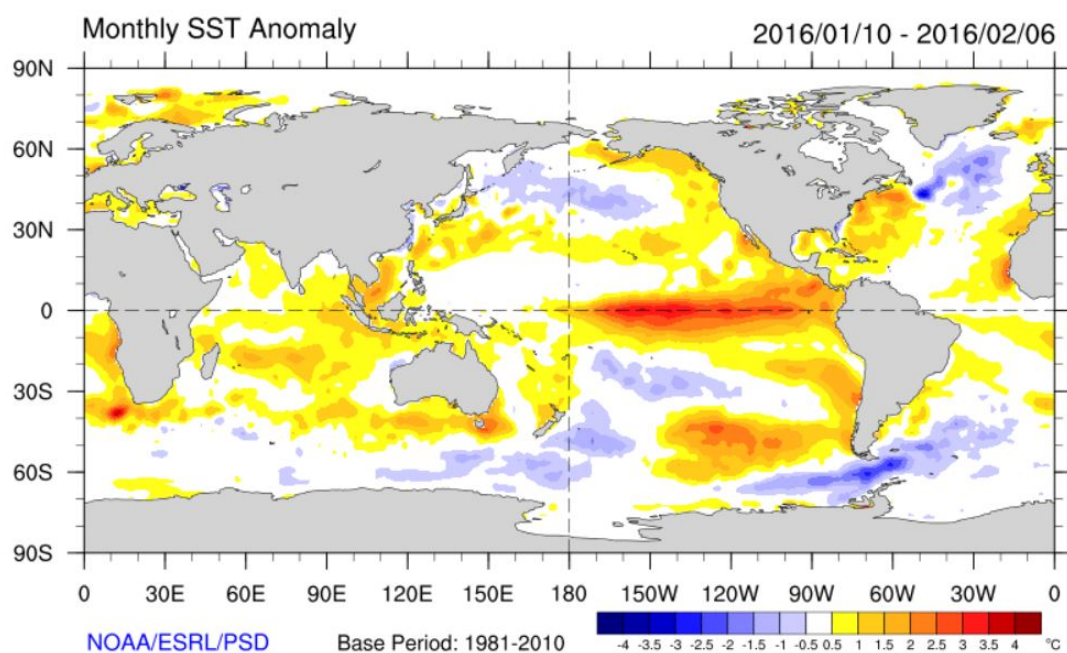 Monthly SST Anomaly 2016/01/10 - 2016/02/06
90N
60N
30N
0
30S
60S
90S
0 30E 60E 90E 120E 150E 180 150W 120W 90W 60W 30W 0
NOAA/ESRL/PSD Base Period: 1981-2010
-4 -3.5 -3 -2.5 -2 -1.5 -1 -0.5 0.5 1 1.5 2 2.5 3 3.5 4 °C